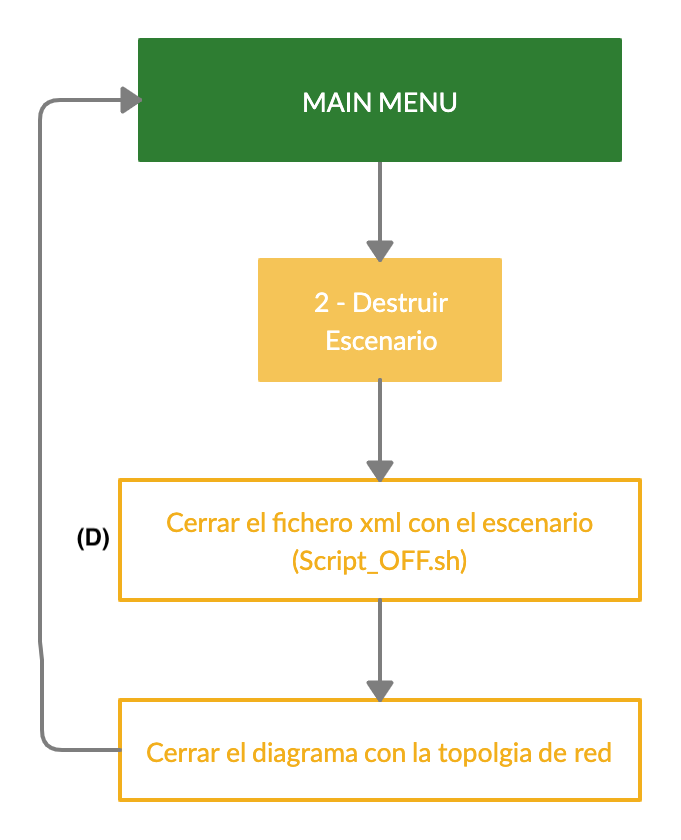 MAIN MENU
2 - Destruir
Escenario
Cerrar el fichero xml con el escenario
(Script_OFF.sh)
(D)
Cerrar el diagrama con la topolgia de red